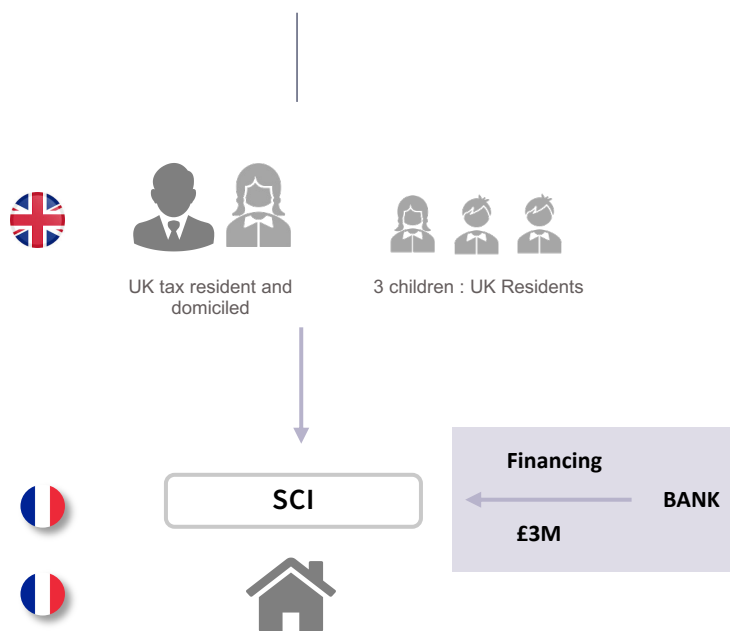 UK tax resident and
domiciled
3 children : UK Residents
SCI
Financing
BANK
£3M